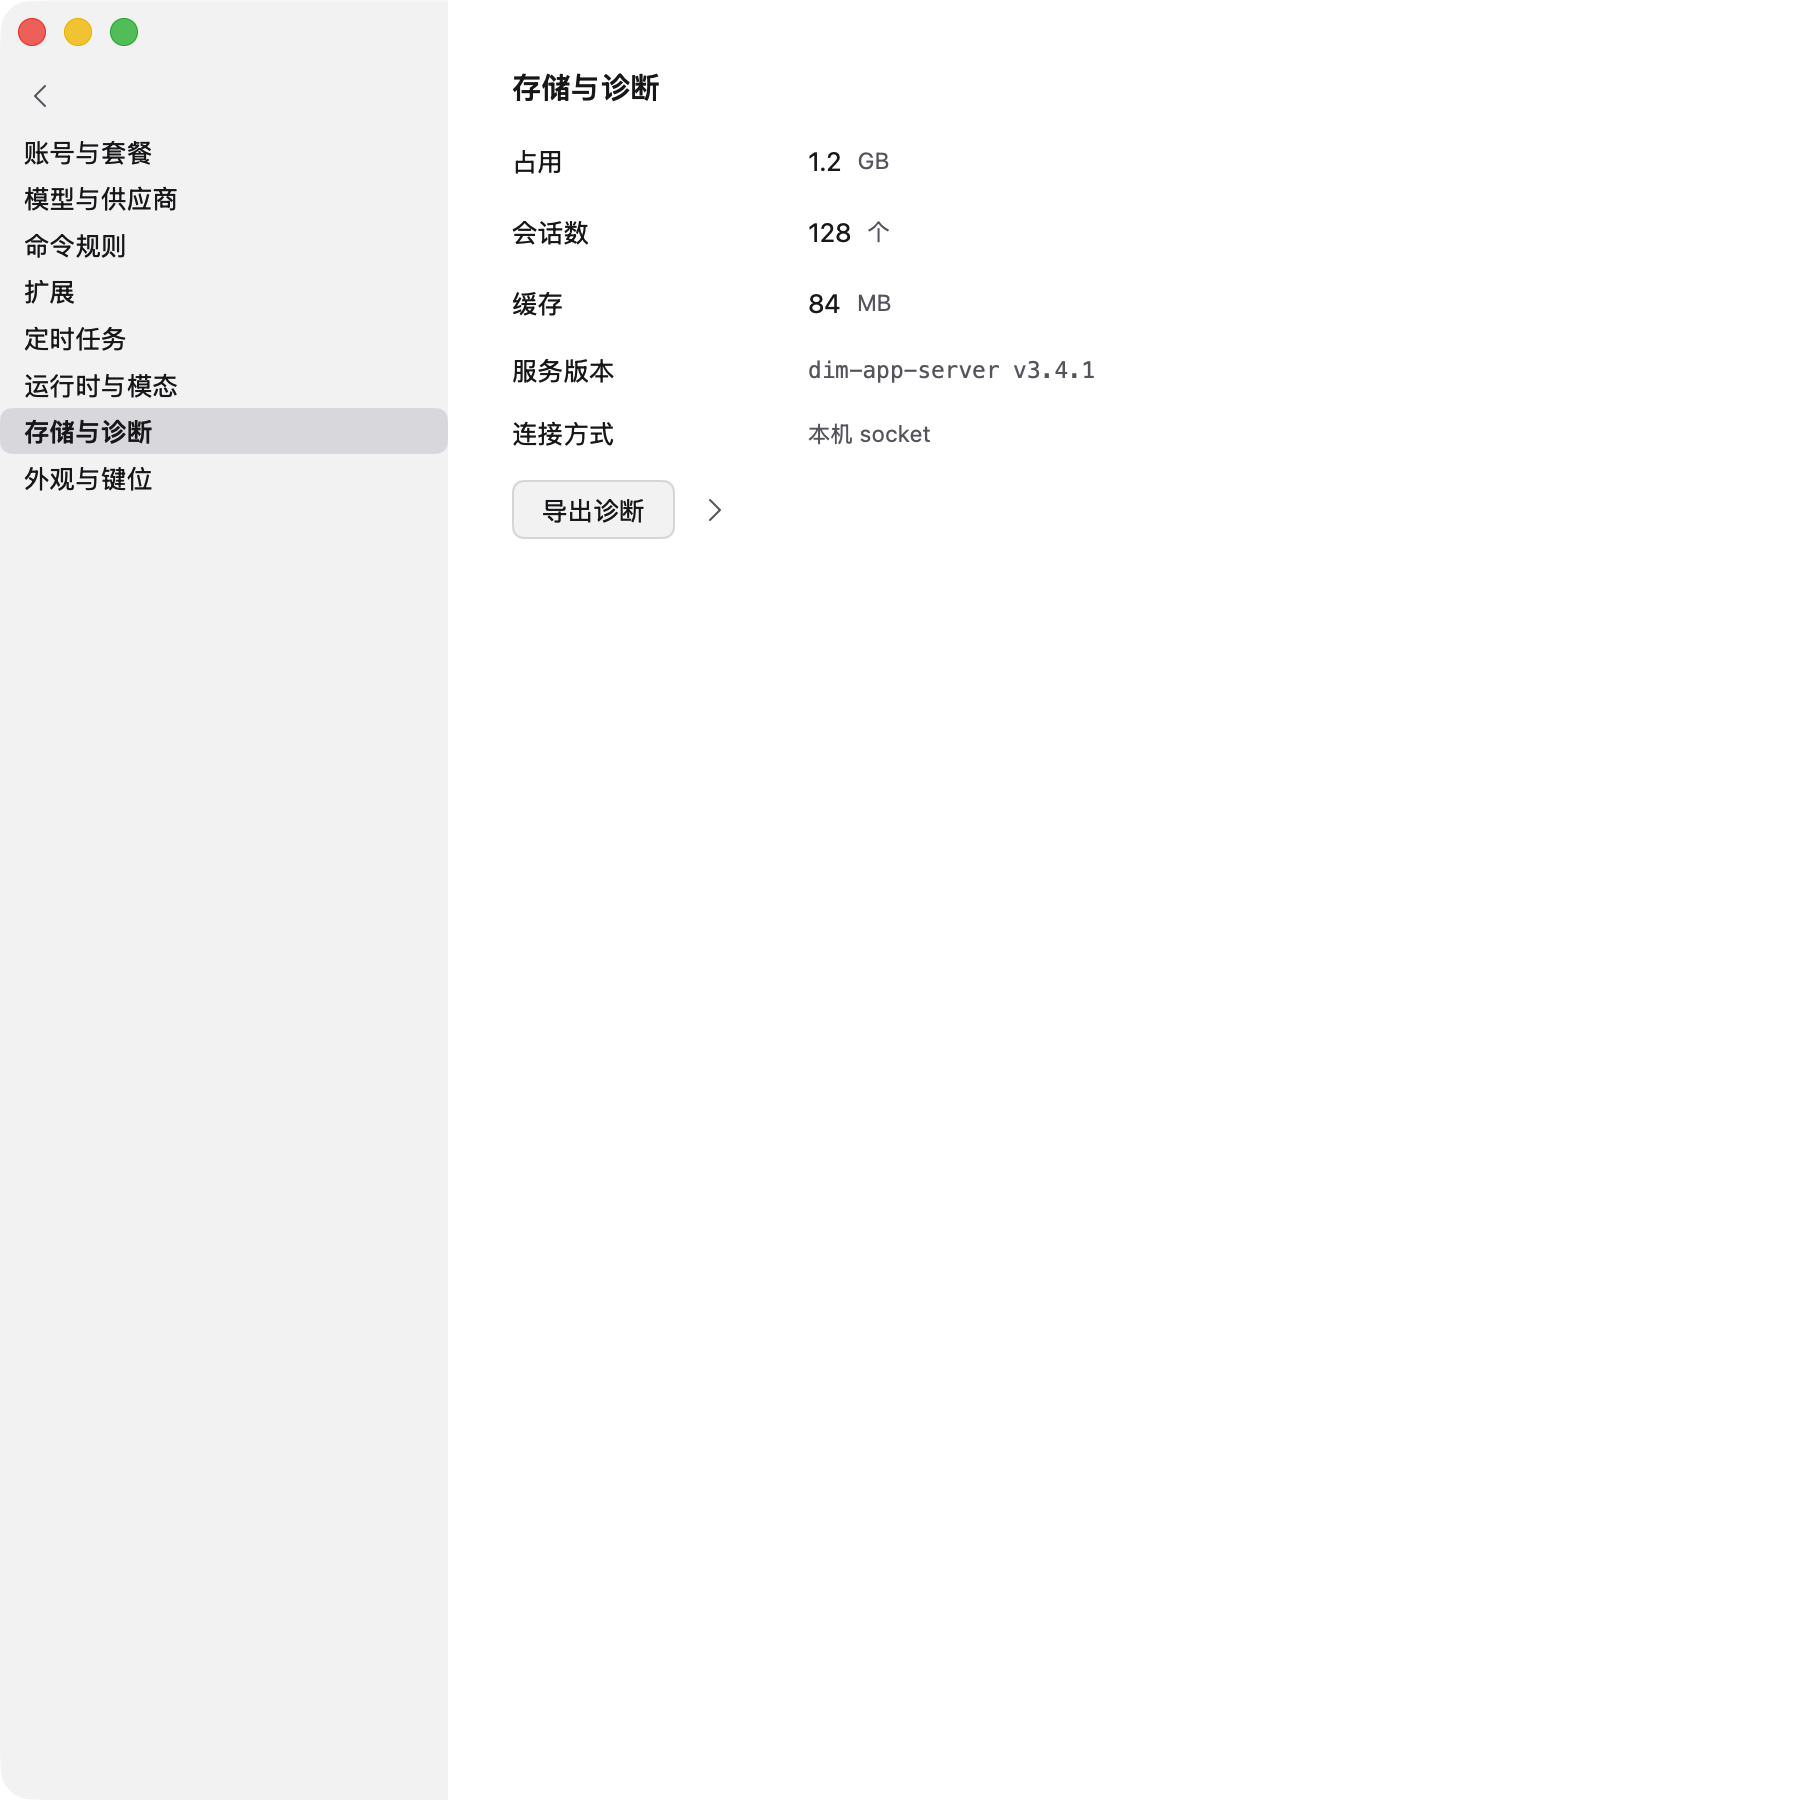 账号与套餐
模型与供应商
命令规则
扩展
定时任务
运行时与模态
存储与诊断
外观与键位
存储与诊断
占用 1.2 GB
会话数 128 个
缓存 84 MB
服务版本 dim-app-server v3.4.1
连接方式 本机 socket
导出诊断